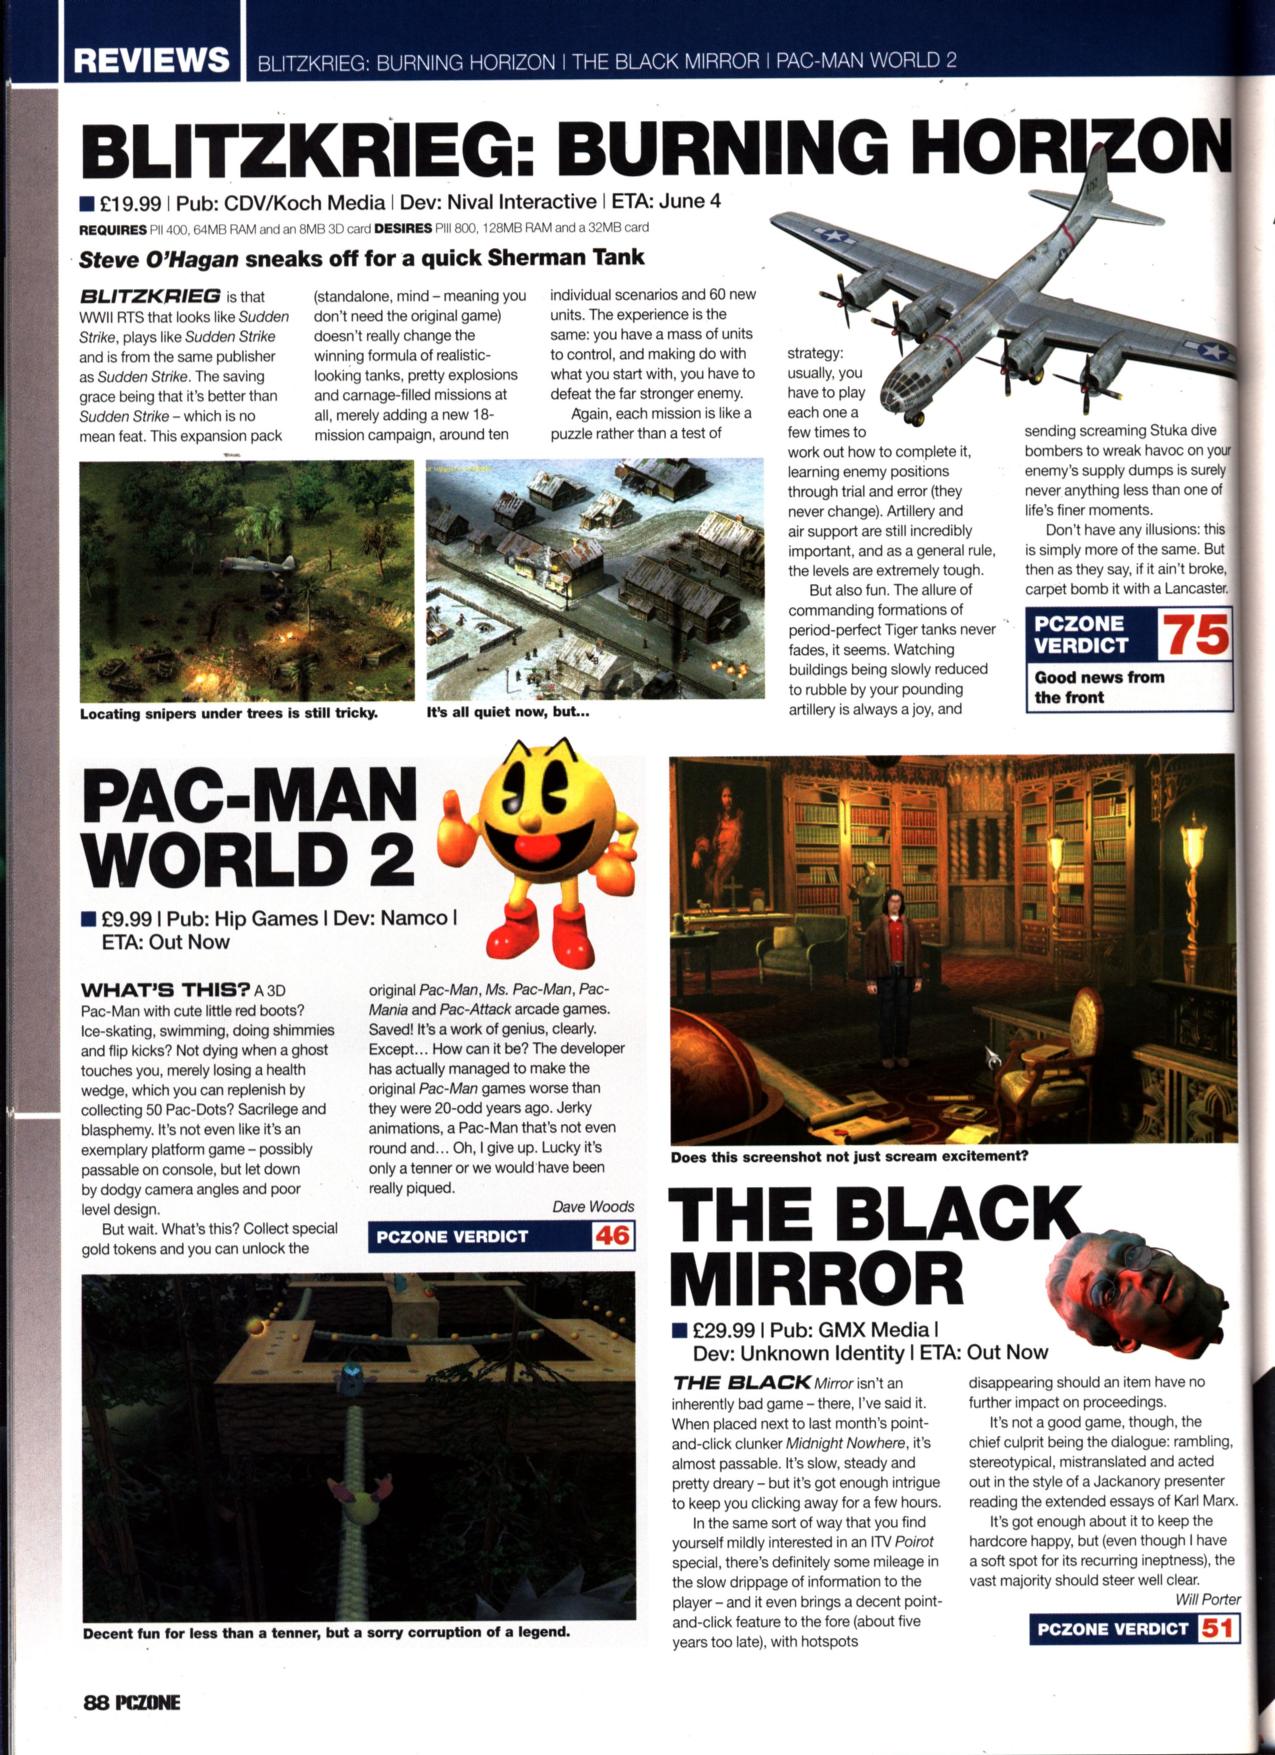 REVIEWS
BLITZKRIEG: BURNING HORIZON | THE BLACK MIRROR | PAC-MAN WORLD 2
BLITZKRIEG: BURNING HORIZON
£19.99 | Pub: CDV/Koch Media | Dev: Nival Interactive | ETA: June 4
REQUIRES PII 400, 64MB RAM and an 8MB 3D card DESIRES PIII 800, 128MB RAM and a 32MB card
Steve O'Hagan sneaks off for a quick Sherman Tank
BLITZKRIEG is that
WWII RTS that looks like Sudden
Strike, plays like Sudden Strike
and is from the same publisher
as Sudden Strike. The saving
grace being that it's better than
Sudden Strike – which is no
mean feat. This expansion pack
(standalone, mind – meaning you
don't need the original game)
doesn't really change the
winning formula of realistic-
looking tanks, pretty explosions
and carnage-filled missions at
all, merely adding a new 18-
mission campaign, around ten
individual scenarios and 60 new
units. The experience is the
same: you have a mass of units
to control, and making do with
what you start with, you have to
defeat the far stronger enemy.
Again, each mission is like a
puzzle rather than a test of
strategy:
usually, you
have to play
each one a
few times to
work out how to complete it,
learning enemy positions
through trial and error (they
never change). Artillery and
air support are still incredibly
important, and as a general rule,
the levels are extremely tough.
But also fun. The allure of
commanding formations of
period-perfect Tiger tanks never
fades, it seems. Watching
buildings being slowly reduced
to rubble by your pounding
artillery is always a joy, and
sending screaming Stuka dive
bombers to wreak havoc on your
enemy's supply dumps is surely
never anything less than one of
life's finer moments.
Don't have any illusions: this
is simply more of the same. But
then as they say, if it ain't broke,
carpet bomb it with a Lancaster.
PCZONE
VERDICT
75
Good news from
the front
Locating snipers under trees is still tricky.
It's all quiet now, but...
PAC-MAN
WORLD 2
£9.99 | Pub: Hip Games | Dev: Namco |
ETA: Out Now
WHAT'S THIS? A 3D
Pac-Man with cute little red boots?
Ice-skating, swimming, doing shimmies
and flip kicks? Not dying when a ghost
touches you, merely losing a health
wedge, which you can replenish by
collecting 50 Pac-Dots? Sacrilege and
blasphemy. It's not even like it's an
exemplary platform game – possibly
passable on console, but let down
by dodgy camera angles and poor
level design.
But wait. What's this? Collect special
gold tokens and you can unlock the
original Pac-Man, Ms. Pac-Man, Pac-
Mania and Pac-Attack arcade games.
Saved! It's a work of genius, clearly.
Except... How can it be? The developer
has actually managed to make the
original Pac-Man games worse than
they were 20-odd years ago. Jerky
animations, a Pac-Man that's not even
round and... Oh, I give up. Lucky it's
only a tenner or we would have been
really piqued.
Dave Woods
PCZONE VERDICT 46
Decent fun for less than a tenner, but a sorry corruption of a legend.
Does this screenshot not just scream excitement?
THE BLACK
MIRROR
£29.99 | Pub: GMX Media |
Dev: Unknown Identity | ETA: Out Now
THE BLACK Mirror isn't an
inherently bad game – there, I've said it.
When placed next to last month's point-
and-click clunker Midnight Nowhere, it's
almost passable. It's slow, steady and
pretty dreary – but it's got enough intrigue
to keep you clicking away for a few hours.
In the same sort of way that you find
yourself mildly interested in an ITV Poirot
special, there's definitely some mileage in
the slow drippage of information to the
player – and it even brings a decent point-
and-click feature to the fore (about five
years too late), with hotspots
disappearing should an item have no
further impact on proceedings.
It's not a good game, though, the
chief culprit being the dialogue: rambling,
stereotypical, mistranslated and acted
out in the style of a Jackanory presenter
reading the extended essays of Karl Marx.
It's got enough about it to keep the
hardcore happy, but (even though I have
a soft spot for its recurring ineptness), the
vast majority should steer well clear.
Will Porter
PCZONE VERDICT 51
88 PCZONE